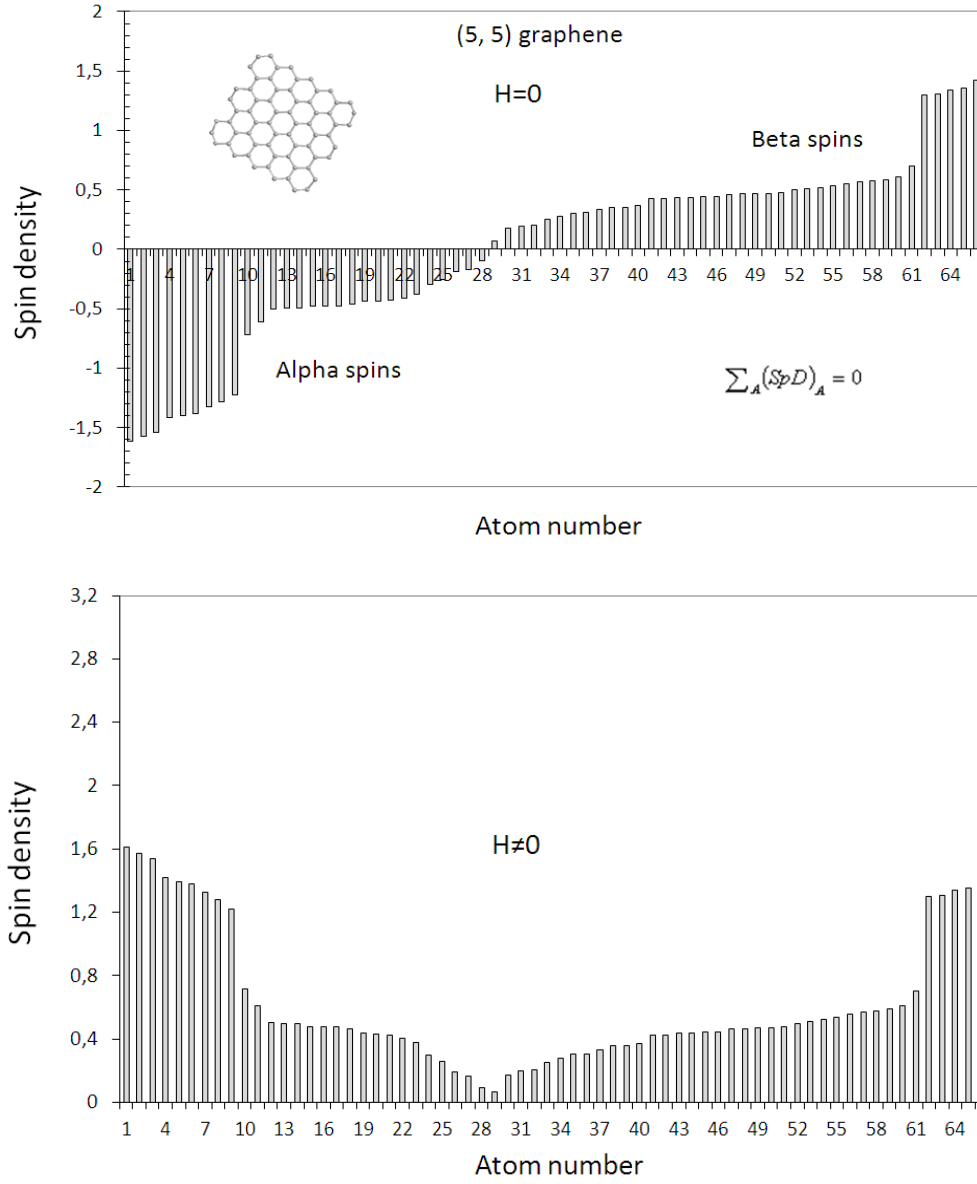 (5, 5) graphene
H=0
2
1,5
1
0,5
0
-0,5
-1
-1,5
-2
Spin density
Beta spins
1 4 7 10 13 16 19 22 25 28 31 34 37 40 43 46 49 52 55 58 61 64
Alpha spins
∑A(SpD)A = 0
Atom number
3,2
2,8
2,4
2
1,6
1,2
0,8
0,4
0
Spin density
H≠0
1 4 7 10 13 16 19 22 25 28 31 34 37 40 43 46 49 52 55 58 61 64
Atom number